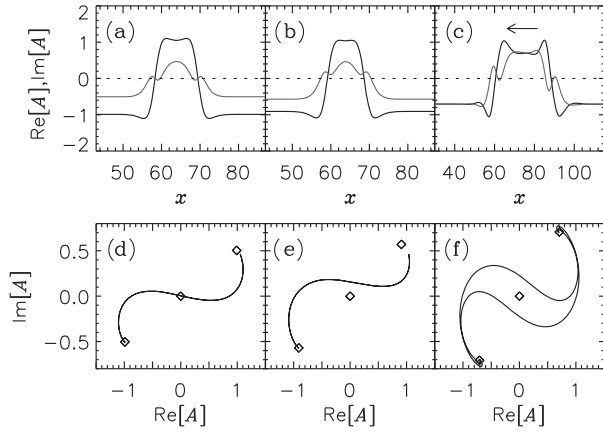 (a) (b) (c)
2
1
0
−1
−2
Re[A],Im[A]
50 60 70 80 50 60 70 80 40 60 80 100
x x x
(d) (e) (f)
0.5
0.0
−0.5
Im[A]
−1 0 1 −1 0 1 −1 0 1
Re[A] Re[A] Re[A]